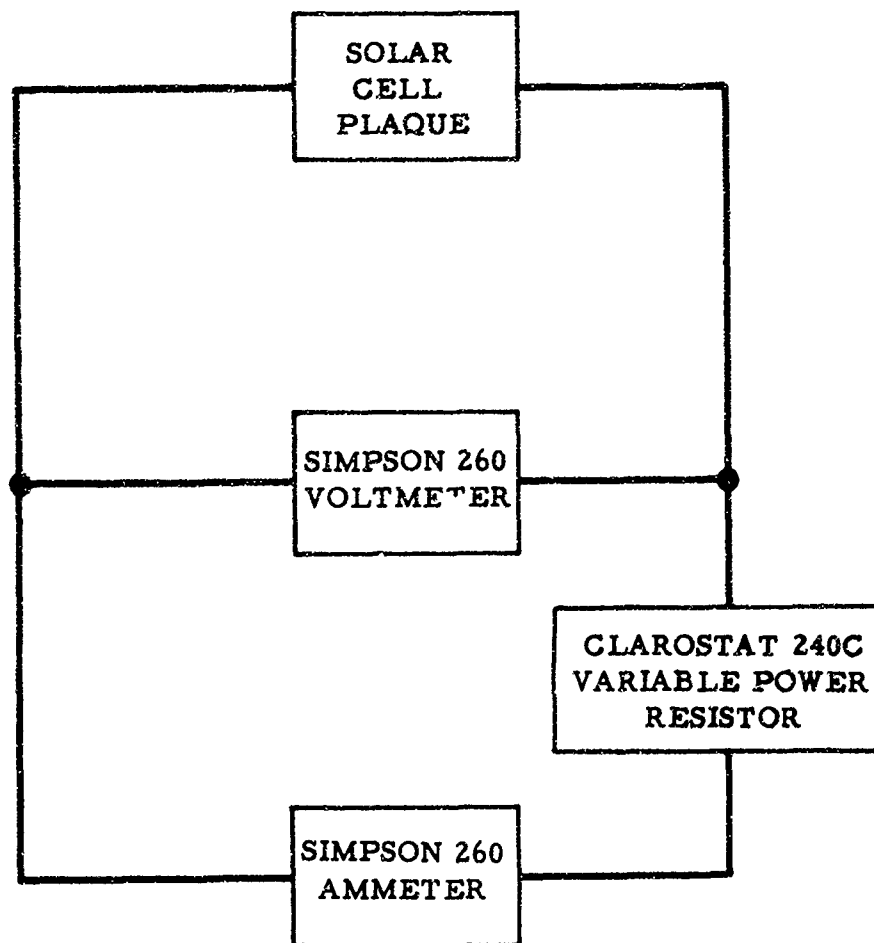 SOLAR
CELL
PLAQUE
SIMPSON 260
VOLTMETER
CLAROSTAT 240C
VARIABLE POWER
RESISTOR
SIMPSON 260
AMMETER